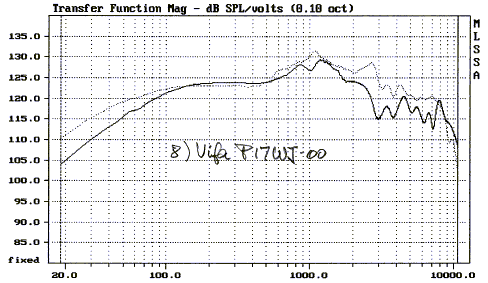 Transfer Function Mag - dB SPL/volts (0.10 oct)
MLSSA
135.0
130.0
125.0
120.0
115.0
110.0
105.0
100.0
95.0
90.0
85.0
fixed
8) Vifa P17WJ-00
20.0 100.0 1000.0 10000.0